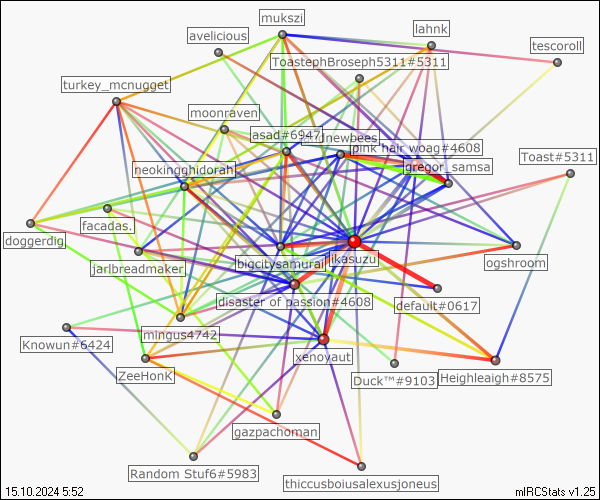 mukszi
avelicious
lahnk
tescoroll
ToastephBroseph5311#5311
turkey_mcnugget
moonraven
asad#6947
newbees
pink hair woag#4608
Toast#5311
neokingghidorah
gregor_samsa
facadas.
doggerdig
jarlbreadmaker
bigcitysamurai
likasuzu
ogshroom
disaster of passion#4608
default#0617
mingus4742
Knowun#6424
xenoyaut
ZeeHonk
Duck™#9103
Heighleigh#8575
gazpachoman
Random Stuf6#5983
thiccusboiusalexusjoneus
15.10.2024 5:52
mIRCStats v1.25